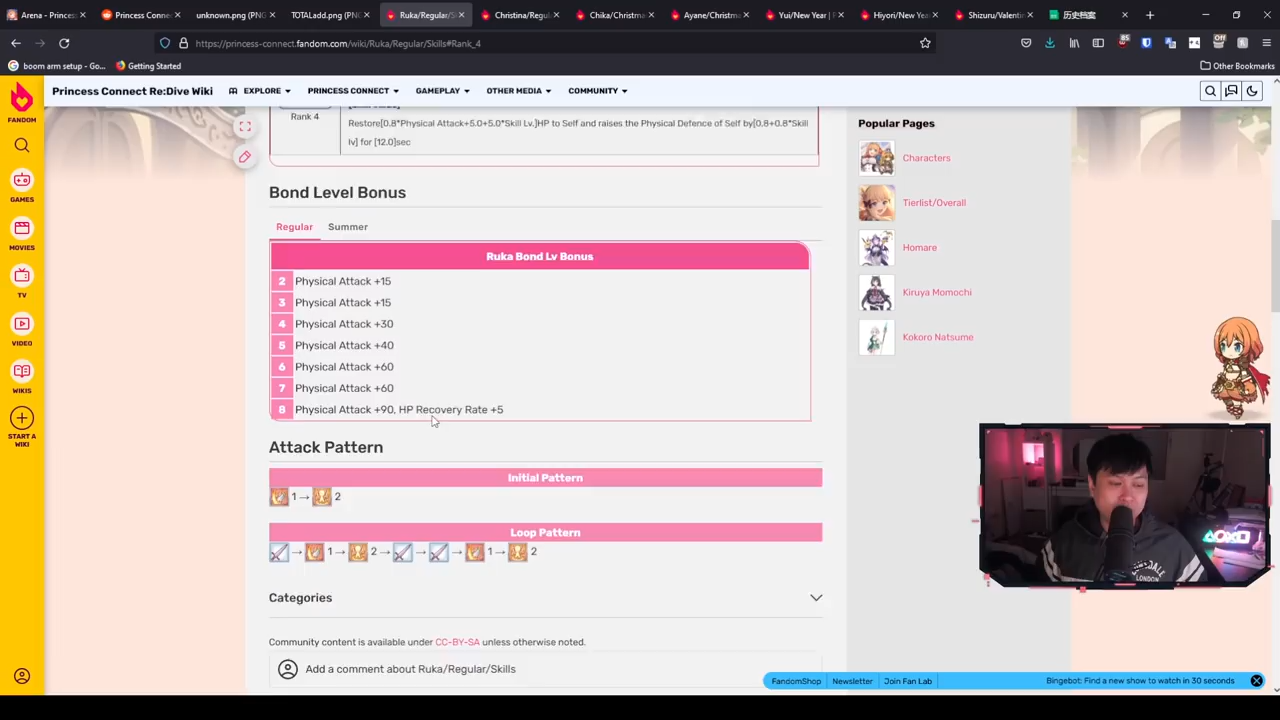 Arena - Princess
Princess Connect
unknown.png (PNG
TOTALadd.png (PNG
Ruka/Regular/S
Christina/Regul
Chika/Christma
Ayane/Christma
Yui/New Year | P
Hiyori/New Yea
Shizuru/Valenti
历史档案
https://princess-connect.fandom.com/wiki/Ruka/Regular/Skills#Rank_4
85
Off
boom arm setup - Go...
Getting Started
Other Bookmarks
Princess Connect Re:Dive Wiki
EXPLORE
PRINCESS CONNECT
GAMEPLAY
OTHER MEDIA
COMMUNITY
FANDOM
GAMES
MOVIES
TV
VIDEO
WIKIS
START A
WIKI
Rank 4
Restore[0.8*Physical Attack+5.0+5.0*Skill Lv.]HP to Self and raises the Physical Defence of Self by[0.8+0.8*Skill
lv] for [12.0]sec
Bond Level Bonus
Regular
Summer
Ruka Bond Lv Bonus
2 Physical Attack +15
3 Physical Attack +15
4 Physical Attack +30
5 Physical Attack +40
6 Physical Attack +60
7 Physical Attack +60
8 Physical Attack +90, HP Recovery Rate +5
Attack Pattern
Initial Pattern
1 → 2
Loop Pattern
→ 1 → 2 → → → 1 → 2
Categories
Community content is available under CC-BY-SA unless otherwise noted.
Add a comment about Ruka/Regular/Skills
Popular Pages
Characters
Tierlist/Overall
Homare
Kiruya Momochi
Kokoro Natsume
LONDON
FandomShop
Newsletter
Join Fan Lab
Bingebot: Find a new show to watch in 30 seconds